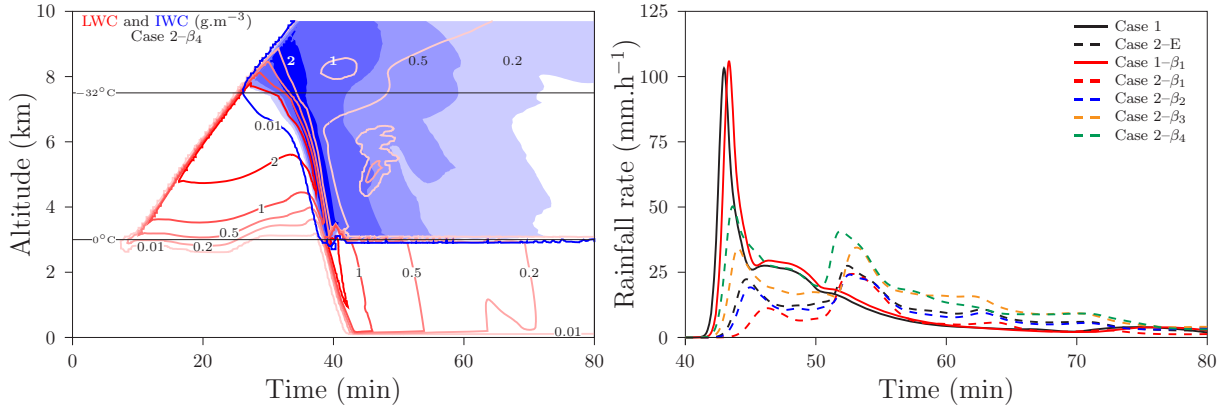 LWC and IWC (g.m−3)
Case 2–β4
10
8
6
4
2
0
Altitude (km)
−32°C
0°C
2
1
0.5
0.2
0.01
2
1
0.5
0.2
0.01
1
0.5
0.2
0.01
0
20
40
60
80
Time (min)
125
100
75
50
25
0
Rainfall rate (mm.h−1)
Case 1
Case 2–E
Case 1–β1
Case 2–β1
Case 2–β2
Case 2–β3
Case 2–β4
40
50
60
70
80
Time (min)